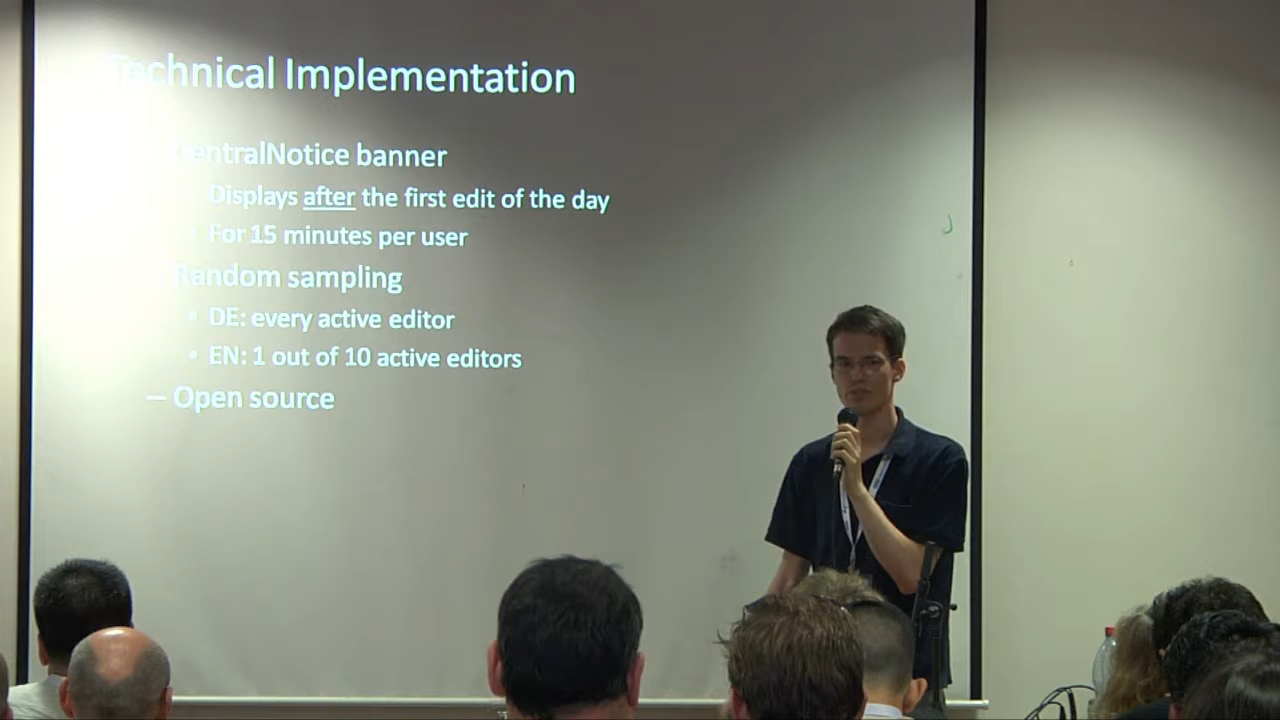 Technical Implementation
CentralNotice banner
Displays after the first edit of the day
• For 15 minutes per user
Random sampling
• DE: every active editor
• EN: 1 out of 10 active editors
– Open source